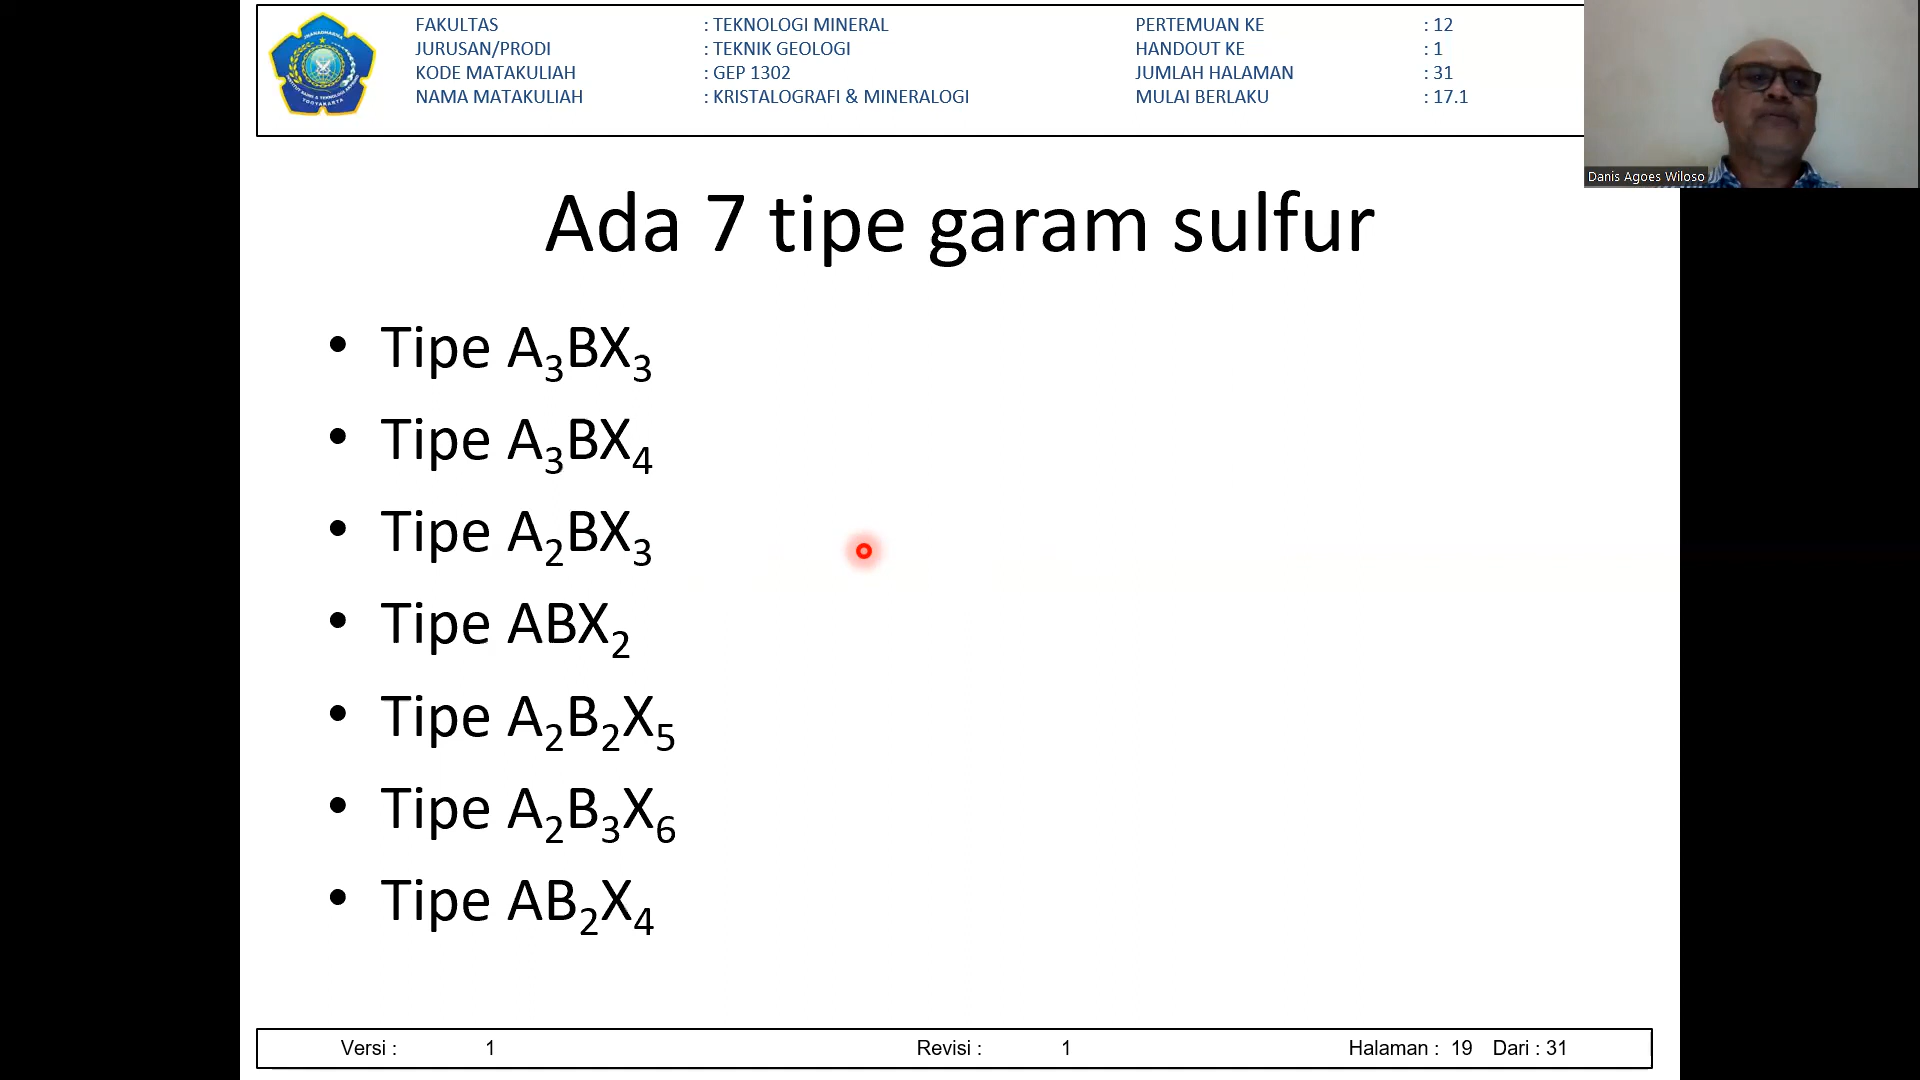 FAKULTAS : TEKNOLOGI MINERAL PERTEMUAN KE : 12
JURUSAN/PRODI : TEKNIK GEOLOGI HANDOUT KE : 1
KODE MATAKULIAH : GEP 1302 JUMLAH HALAMAN : 31
NAMA MATAKULIAH : KRISTALOGRAFI & MINERALOGI MULAI BERLAKU : 17.1
Danis Agoes Wiloso
Ada 7 tipe garam sulfur
• Tipe A₃BX₃
• Tipe A₃BX₄
• Tipe A₂BX₃
• Tipe ABX₂
• Tipe A₂B₂X₅
• Tipe A₂B₃X₆
• Tipe AB₂X₄
Versi : 1 Revisi : 1 Halaman : 19 Dari : 31